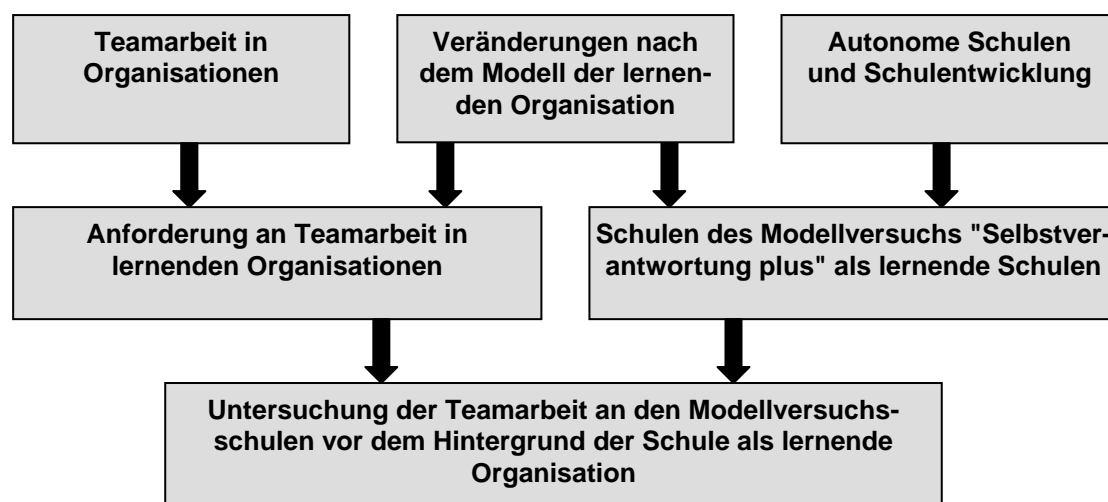 Teamarbeit in
Organisationen
Veränderungen nach
dem Modell der lernen-
den Organisation
Autonome Schulen
und Schulentwicklung
Anforderung an Teamarbeit in
lernenden Organisationen
Schulen des Modellversuchs "Selbstver-
antwortung plus" als lernende Schulen
Untersuchung der Teamarbeit an den Modellversuchs-
schulen vor dem Hintergrund der Schule als lernende
Organisation